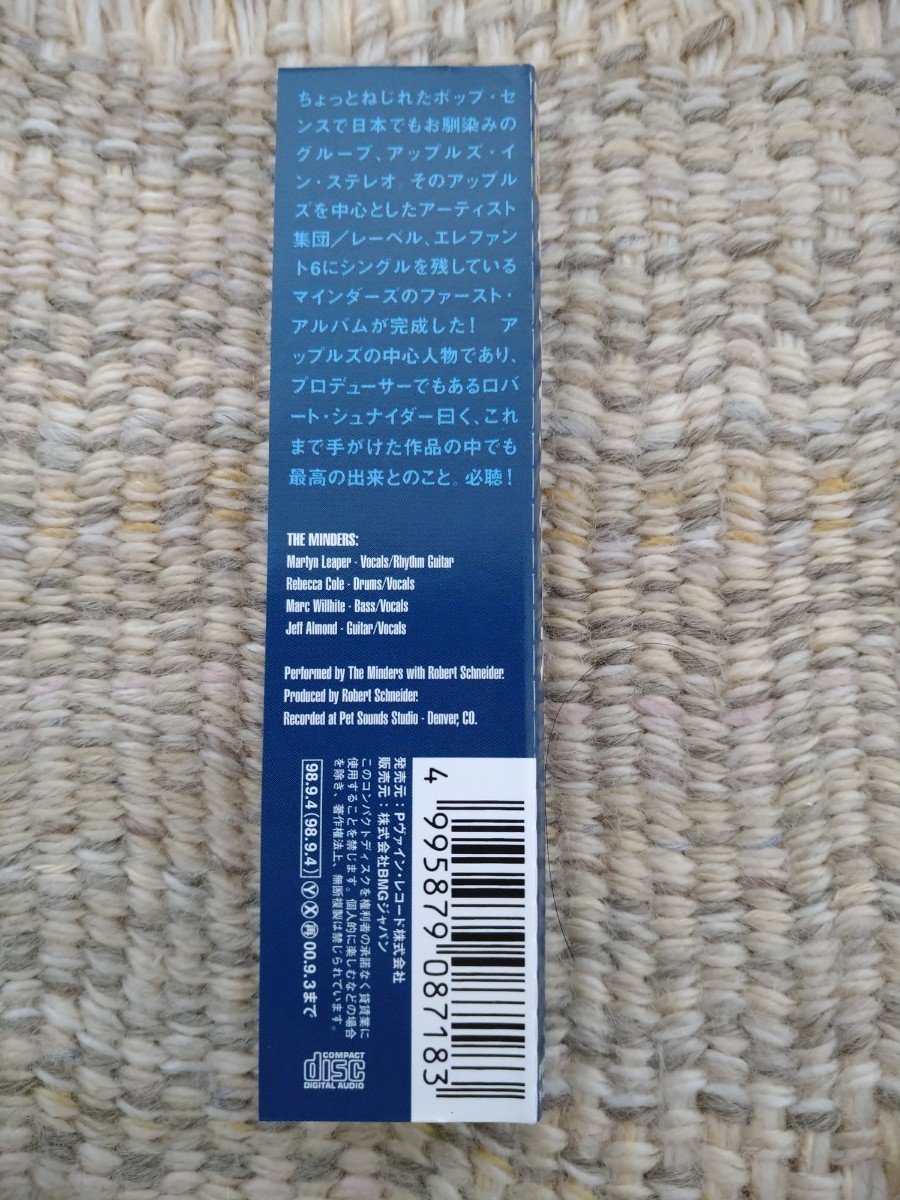 ちょっとねじれたポップ・セ
ンスで日本でもお馴染みの
グループ、アップルズ・イ
ン・ステレオ。そのアップル
ズを中心としたアーティスト
集団/レーベル、エレファン
ト6にシングルを残している
マインダーズのファースト・
アルバムが完成した! ア
ップルズの中心人物であり、
プロデューサーでもあるロバ
ート・シュナイダー曰く、これ
まで手がけた作品の中でも
最高の出来とのこと。必聴!
THE MINDERS:
Martyn Leaper - Vocals/Rhythm Guitar
Rebecca Cole - Drums/Vocals
Marc Willhite - Bass/Vocals
Jeff Almond - Guitar/Vocals
Performed by The Minders with Robert Schneider.
Produced by Robert Schneider.
Recorded at Pet Sounds Studio - Denver, CO.
発売元:Pヴァイン・レコード株式会社
販売元:株式会社BMGジャパン
このコンパクトディスクを権利者の承諾なく賃貸業に
使用することを禁じます。個人的に楽しむなどの場合
を除き、著作権法上、無断複製は禁じられています。
98.9.4(98.9.4) Ⓨ Ⓧ ㊢00.9.3まで
COMPACT
disc
DIGITAL AUDIO
4 995879 087183